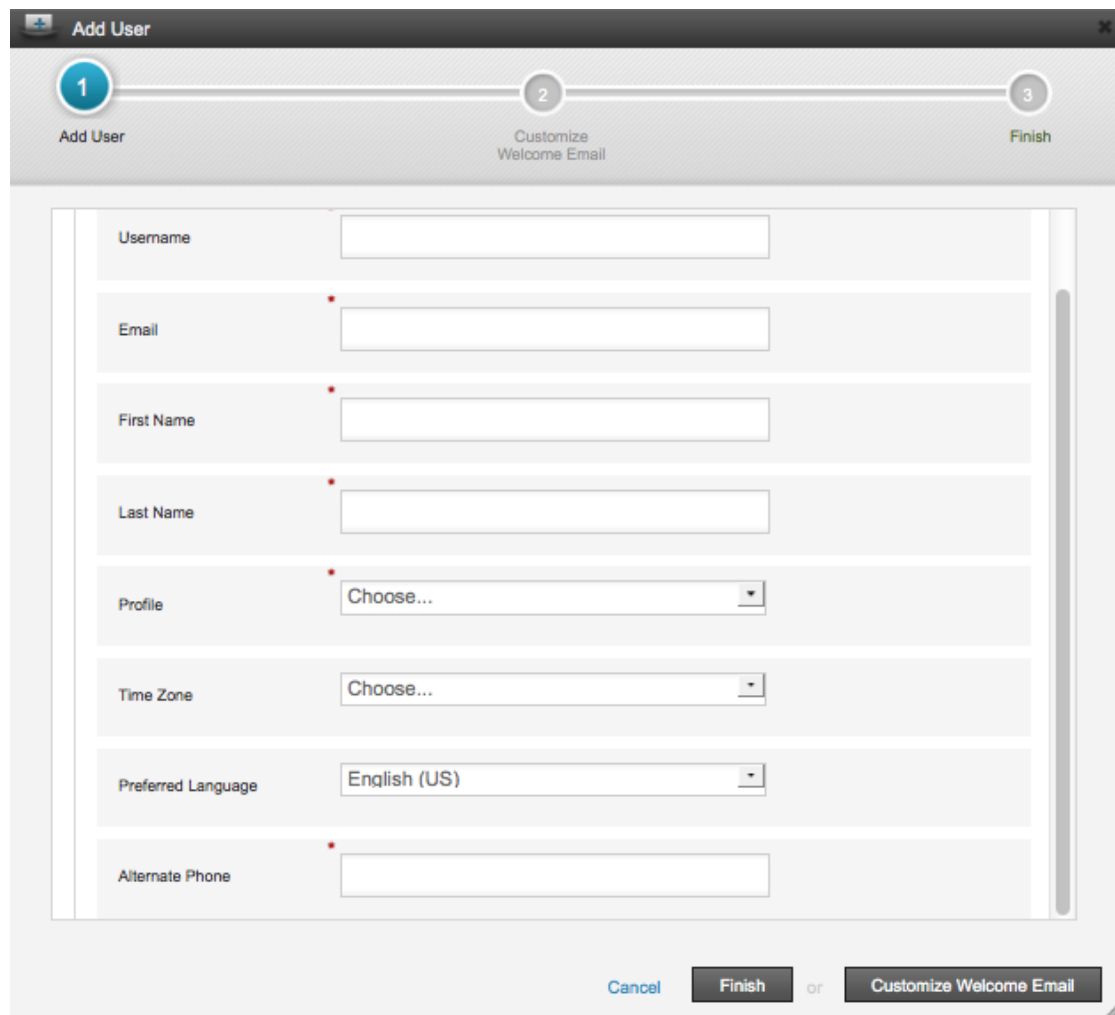 Add User
1
2
3
Add User
Customize
Welcome Email
Finish
Username
*
Email
*
First Name
*
Last Name
*
Profile
Choose...
*
Time Zone
Choose...
Preferred Language
English (US)
*
Alternate Phone
Cancel
Finish
or
Customize Welcome Email